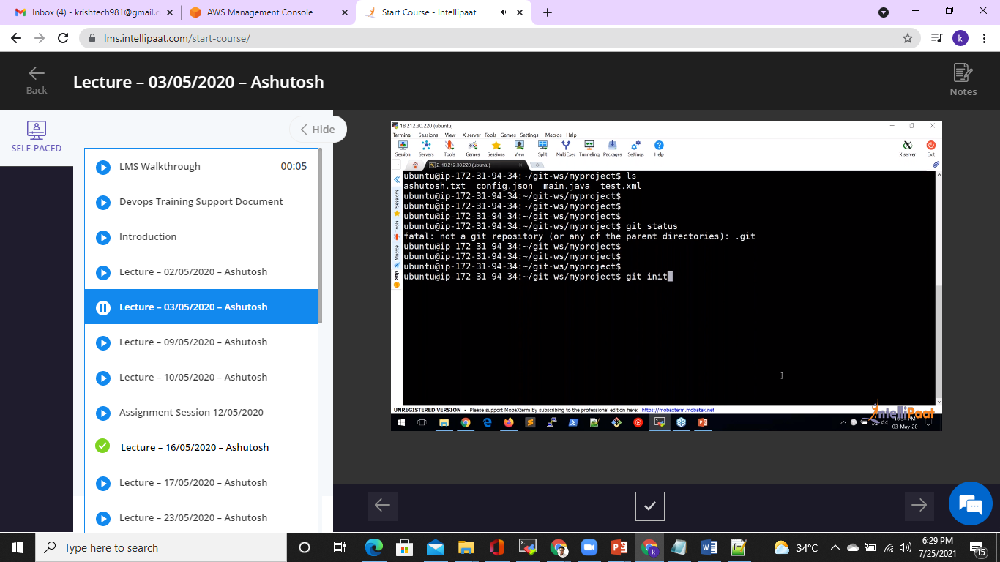 Inbox (4) - krishtech981@gmail.c
AWS Management Console
Start Course - Intellipaat
lms.intellipaat.com/start-course/
k
Back
Lecture – 03/05/2020 – Ashutosh
Notes
SELF-PACED
Hide
LMS Walkthrough 00:05
Devops Training Support Document
Introduction
Lecture – 02/05/2020 – Ashutosh
Lecture – 03/05/2020 – Ashutosh
Lecture – 09/05/2020 – Ashutosh
Lecture – 10/05/2020 – Ashutosh
Assignment Session 12/05/2020
Lecture – 16/05/2020 – Ashutosh
Lecture – 17/05/2020 – Ashutosh
Lecture – 23/05/2020 – Ashutosh
18.212.30.220 (ubuntu)
Terminal Sessions View X server Tools Games Settings Macros Help
Session Servers Tools Games Sessions View Split MultiExec Tunneling Packages Settings Help X server Exit
2. 18.212.30.220 (ubuntu)
Sessions
Tools
Macros
Sftp
ubuntu@ip-172-31-94-34:~/git-ws/myproject$ ls
ashutosh.txt config.json main.java test.xml
ubuntu@ip-172-31-94-34:~/git-ws/myproject$
ubuntu@ip-172-31-94-34:~/git-ws/myproject$
ubuntu@ip-172-31-94-34:~/git-ws/myproject$
ubuntu@ip-172-31-94-34:~/git-ws/myproject$ git status
fatal: not a git repository (or any of the parent directories): .git
ubuntu@ip-172-31-94-34:~/git-ws/myproject$
ubuntu@ip-172-31-94-34:~/git-ws/myproject$
ubuntu@ip-172-31-94-34:~/git-ws/myproject$
ubuntu@ip-172-31-94-34:~/git-ws/myproject$ git init
UNREGISTERED VERSION - Please support MobaXterm by subscribing to the professional edition here: https://mobaxterm.mobatek.net
IntelliPaat
10:54 PM
03-May-20
Type here to search
34°C
6:29 PM
7/25/2021
15